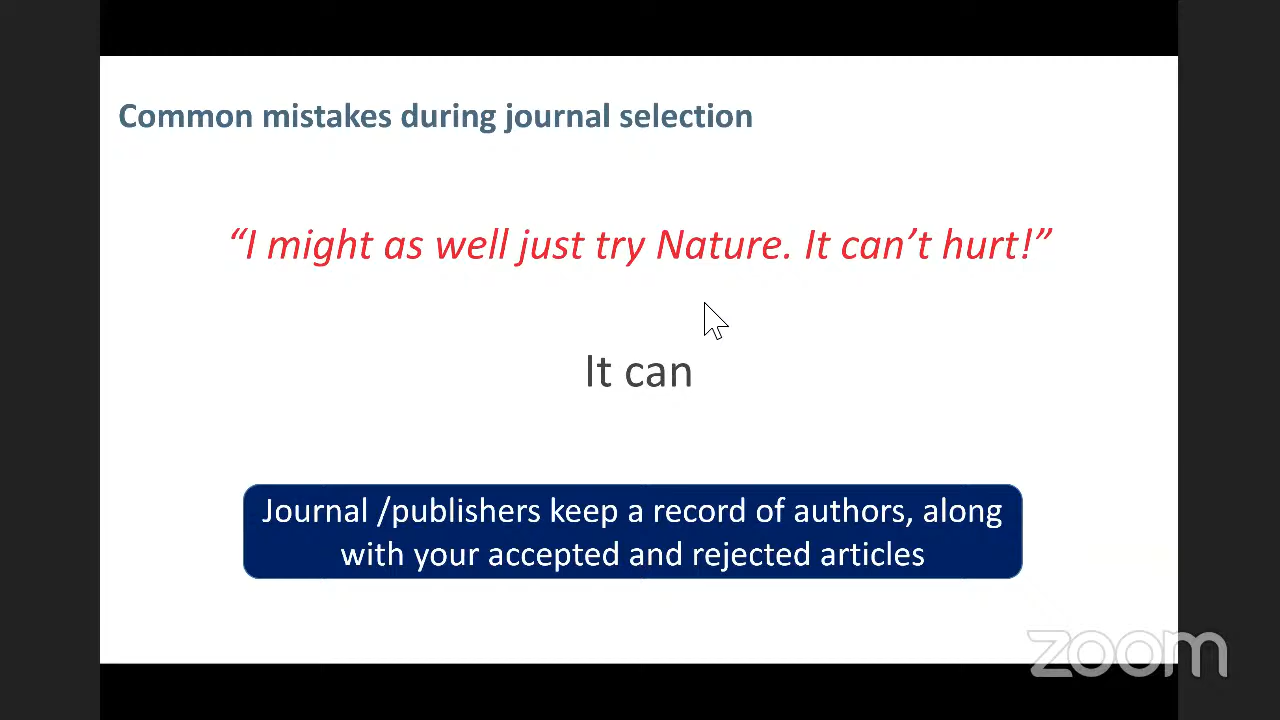 Common mistakes during journal selection
“I might as well just try Nature. It can’t hurt!”
It can
Journal /publishers keep a record of authors, along
with your accepted and rejected articles
zoom